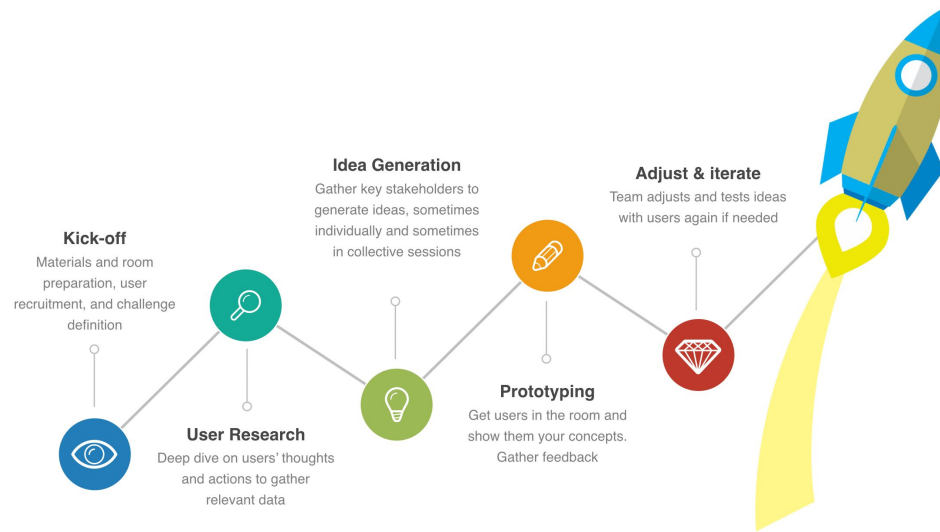 Kick-off
Materials and room
preparation, user
recruitment, and challenge
definition
User Research
Deep dive on users' thoughts
and actions to gather
relevant data
Idea Generation
Gather key stakeholders to
generate ideas, sometimes
individually and sometimes
in collective sessions
Prototyping
Get users in the room and
show them your concepts.
Gather feedback
Adjust & iterate
Team adjusts and tests ideas
with users again if needed